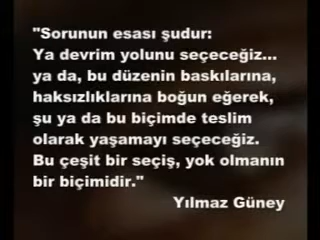 "Sorunun esası şudur:
Ya devrim yolunu seçeceğiz...
ya da, bu düzenin baskılarına,
haksızlıklarına boğun eğerek,
şu ya da bu biçimde teslim
olarak yaşamayı seçeceğiz.
Bu çeşit bir seçiş, yok olmanın
bir biçimidir."
Yılmaz Güney